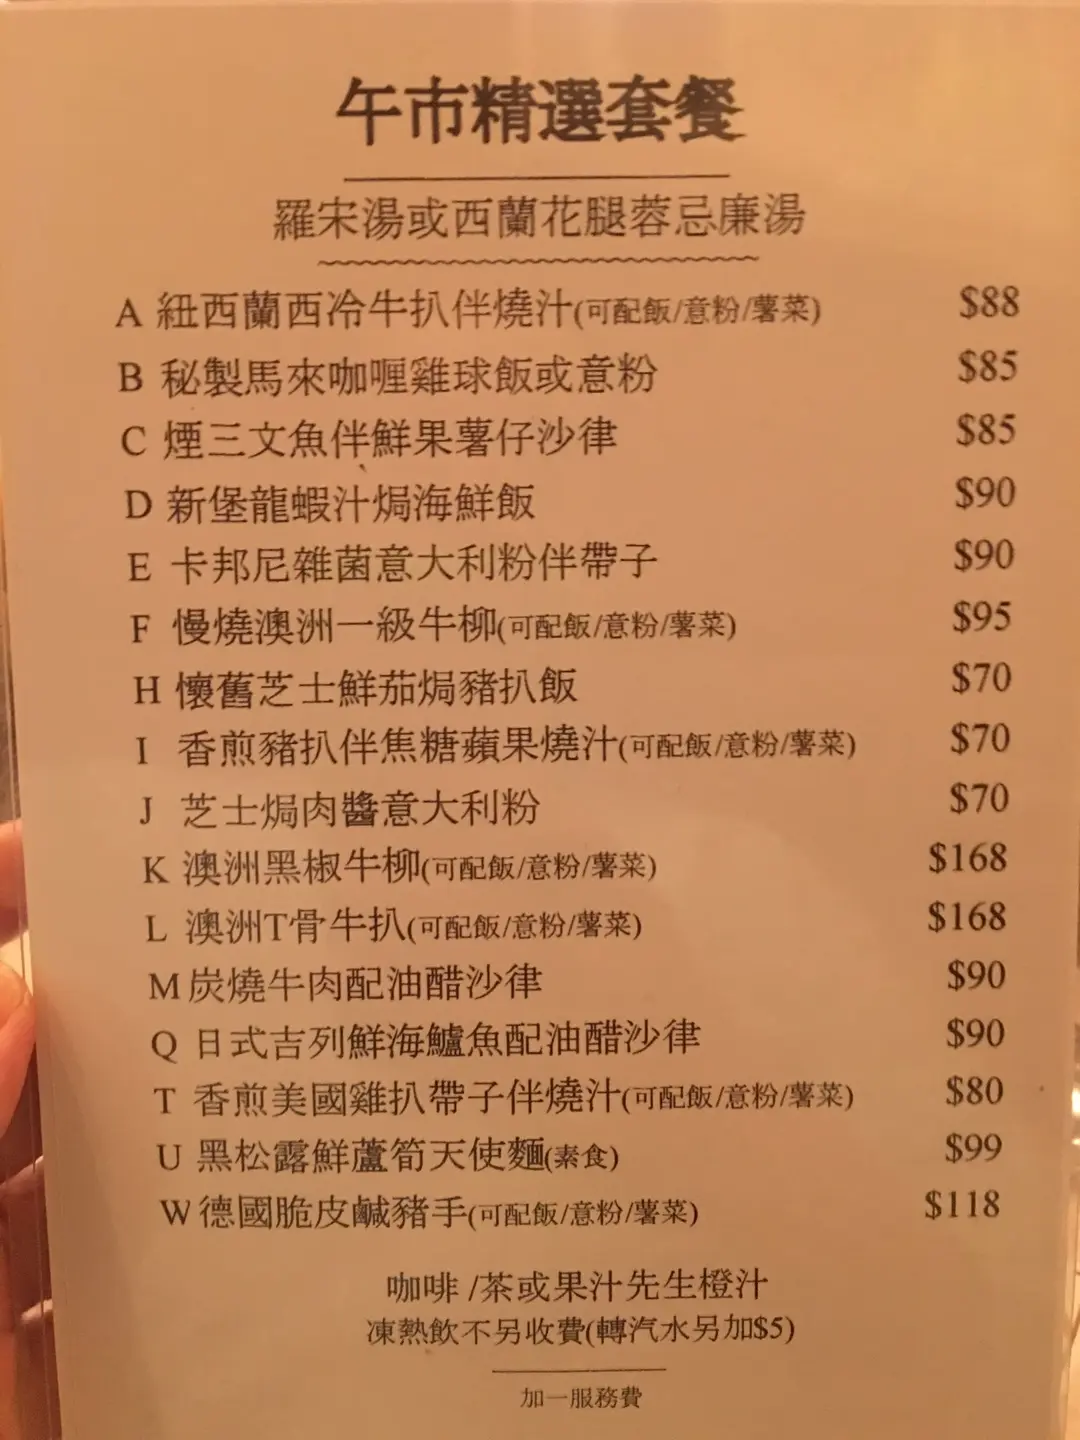 午市精選套餐
羅宋湯或西蘭花腿蓉忌廉湯
A 紐西蘭西冷牛扒伴燒汁(可配飯/意粉/薯菜) $88
B 秘製馬來咖喱雞球飯或意粉 $85
C 煙三文魚伴鮮果薯仔沙律 $85
D 新堡龍蝦汁焗海鮮飯 $90
E 卡邦尼雜菌意大利粉伴帶子 $90
F 慢燒澳洲一級牛柳(可配飯/意粉/薯菜) $95
H 懷舊芝士鮮茄焗豬扒飯 $70
I 香煎豬扒伴焦糖蘋果燒汁(可配飯/意粉/薯菜) $70
J 芝士焗肉醬意大利粉 $70
K 澳洲黑椒牛柳(可配飯/意粉/薯菜) $168
L 澳洲T骨牛扒(可配飯/意粉/薯菜) $168
M 炭燒牛肉配油醋沙律 $90
Q 日式吉列鮮海鱸魚配油醋沙律 $90
T 香煎美國雞扒帶子伴燒汁(可配飯/意粉/薯菜) $80
U 黑松露鮮蘆筍天使麵(素食) $99
W 德國脆皮鹹豬手(可配飯/意粉/薯菜) $118
咖啡 /茶或果汁先生橙汁
凍熱飲不另收費(轉汽水另加$5)
加一服務費